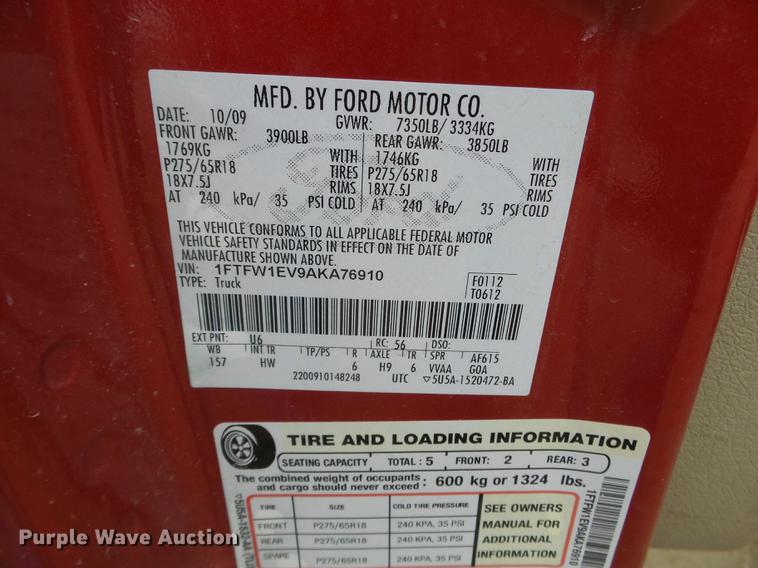 MFD. BY FORD MOTOR CO.
DATE: 10/09 GVWR: 7350LB/ 3334KG
FRONT GAWR: 3900LB REAR GAWR: 3850LB
1769KG WITH 1746KG WITH
P275/65R18 TIRES P275/65R18 TIRES
18X7.5J RIMS 18X7.5J RIMS
AT 240 kPa/ 35 PSI COLD AT 240 kPa/ 35 PSI COLD
THIS VEHICLE CONFORMS TO ALL APPLICABLE FEDERAL MOTOR
VEHICLE SAFETY STANDARDS IN EFFECT ON THE DATE OF
MANUFACTURE SHOWN ABOVE.
VIN: 1FTFW1EV9AKA76910 F0112
TYPE: Truck T0612
EXT PNT: U6 RC: 56 DSO:
WB INT TR TP/PS R AXLE TR SPR AF615
157 HW 6 H9 6 VVAA GOA
2200910148248 UTC ▽5U5A-1520472-BA
TIRE AND LOADING INFORMATION
SEATING CAPACITY TOTAL: 5 FRONT: 2 REAR: 3
The combined weight of occupants and cargo should never exceed: 600 kg or 1324 lbs.
TIRE SIZE COLD TIRE PRESSURE SEE OWNERS
FRONT P275/65R18 240 KPA, 35 PSI MANUAL FOR
REAR P275/65R18 240 KPA, 35 PSI ADDITIONAL
SPARE P275/65R18 240 KPA, 35 PSI INFORMATION
1FTFW1EV9AKA76910
Purple Wave Auction